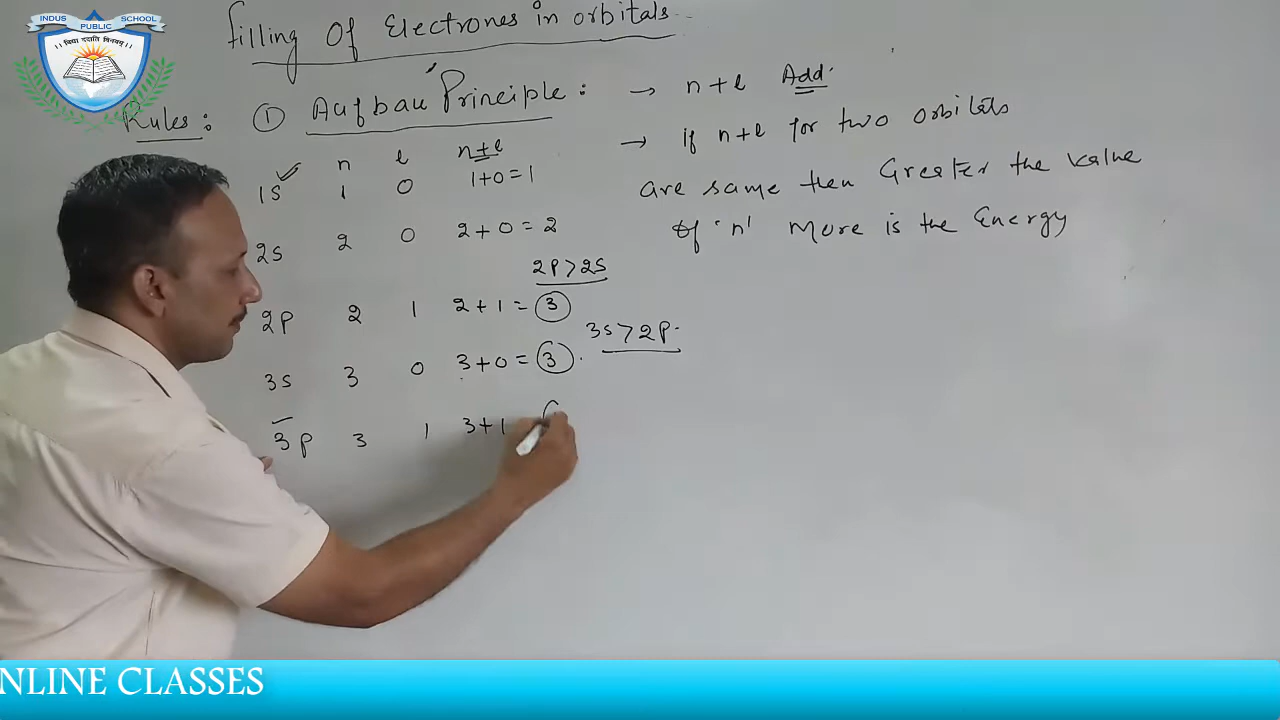 INDUS PUBLIC SCHOOL
।। विद्या ददाति विनयम् ।।
filling Of Electrones in orbitals
Rules: ① Aufbau Principle: → n+l Add.
n l n+l
→ if n+l for two orbitals
are same then Greater the value
of 'n' More is the Energy
1s 1 0 1+0=1
2s 2 0 2+0=2
2p>2s
2p 2 1 2+1=3
3s>2p.
3s 3 0 3+0=3.
3p 3 1 3+1
NLINE CLASSES